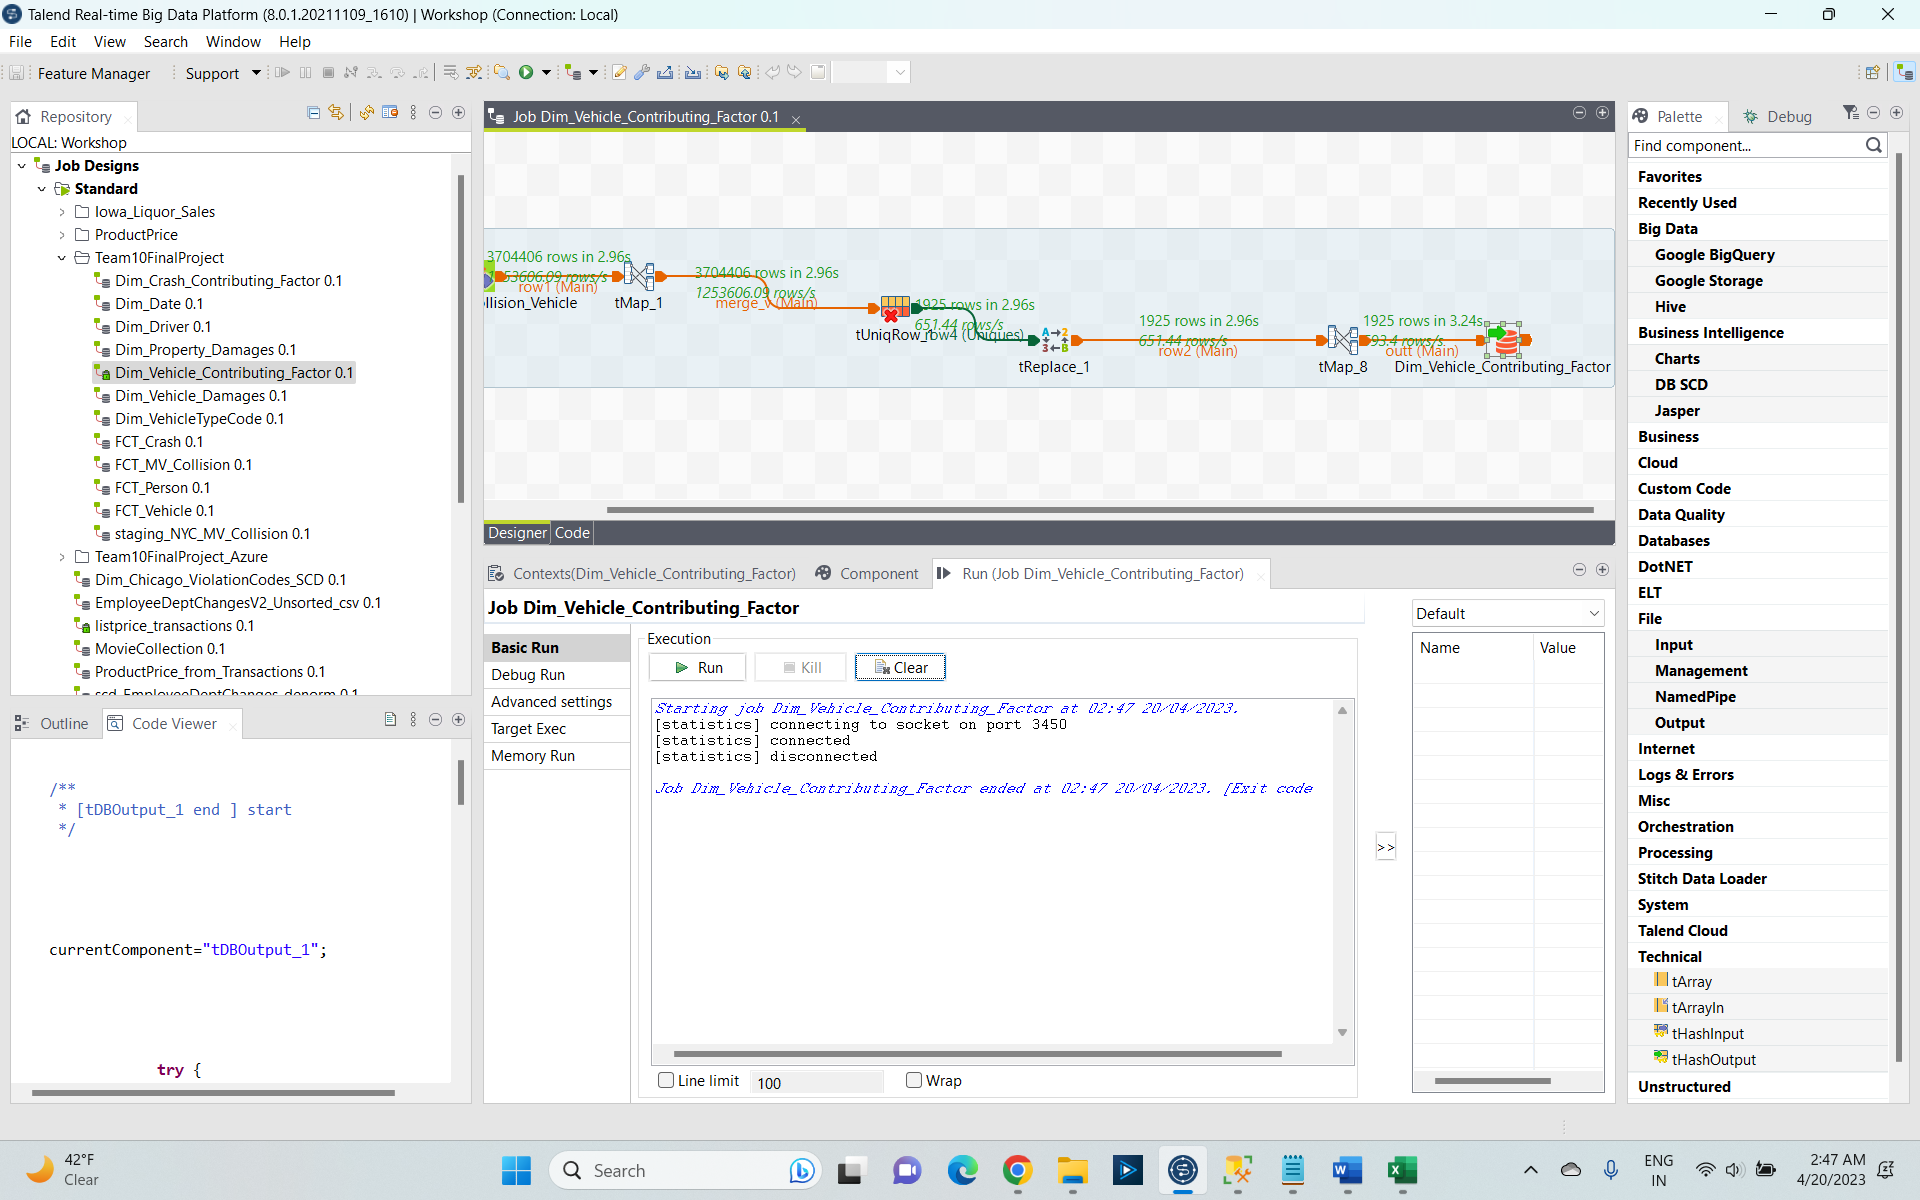 Talend Real-time Big Data Platform (8.0.1.20211109_1610) | Workshop (Connection: Local)
File Edit View Search Window Help
Feature Manager Support
Repository
LOCAL: Workshop
Job Designs
Standard
Iowa_Liquor_Sales
ProductPrice
Team10FinalProject
Dim_Crash_Contributing_Factor 0.1
Dim_Date 0.1
Dim_Driver 0.1
Dim_Property_Damages 0.1
Dim_Vehicle_Contributing_Factor 0.1
Dim_Vehicle_Damages 0.1
Dim_VehicleTypeCode 0.1
FCT_Crash 0.1
FCT_MV_Collision 0.1
FCT_Person 0.1
FCT_Vehicle 0.1
staging_NYC_MV_Collision 0.1
Team10FinalProject_Azure
Dim_Chicago_ViolationCodes_SCD 0.1
EmployeeDeptChangesV2_Unsorted_csv 0.1
listprice_transactions 0.1
MovieCollection 0.1
ProductPrice_from_Transactions 0.1
scd_EmployeeDeptChanges_denorm 0.1
Outline Code Viewer
/**
* [tDBOutput_1 end ] start
*/
currentComponent="tDBOutput_1";
try {
Job Dim_Vehicle_Contributing_Factor 0.1
3704406 rows in 2.96s
1253606.09 rows/s
row1 (Main)
ollision_Vehicle
tMap_1
3704406 rows in 2.96s
1253606.09 rows/s
merge_v (Main)
tUniqRow_1
1925 rows in 2.96s
651.44 rows/s
row4 (Uniques)
tReplace_1
1925 rows in 2.96s
651.44 rows/s
row2 (Main)
tMap_8
1925 rows in 3.24s
593.4 rows/s
outt (Main)
Dim_Vehicle_Contributing_Factor
Designer Code
Contexts(Dim_Vehicle_Contributing_Factor) Component Run (Job Dim_Vehicle_Contributing_Factor)
Job Dim_Vehicle_Contributing_Factor
Basic Run
Debug Run
Advanced settings
Target Exec
Memory Run
Execution
Run Kill Clear
Starting job Dim_Vehicle_Contributing_Factor at 02:47 20/04/2023.
[statistics] connecting to socket on port 3450
[statistics] connected
[statistics] disconnected
Job Dim_Vehicle_Contributing_Factor ended at 02:47 20/04/2023. [Exit code
Line limit 100 Wrap
>>
Default
Name Value
Palette Debug
Find component...
Favorites
Recently Used
Big Data
Google BigQuery
Google Storage
Hive
Business Intelligence
Charts
DB SCD
Jasper
Business
Cloud
Custom Code
Data Quality
Databases
DotNET
ELT
File
Input
Management
NamedPipe
Output
Internet
Logs & Errors
Misc
Orchestration
Processing
Stitch Data Loader
System
Talend Cloud
Technical
tArray
tArrayIn
tHashInput
tHashOutput
Unstructured
42°F
Clear
Search
ENG
IN
2:47 AM
4/20/2023